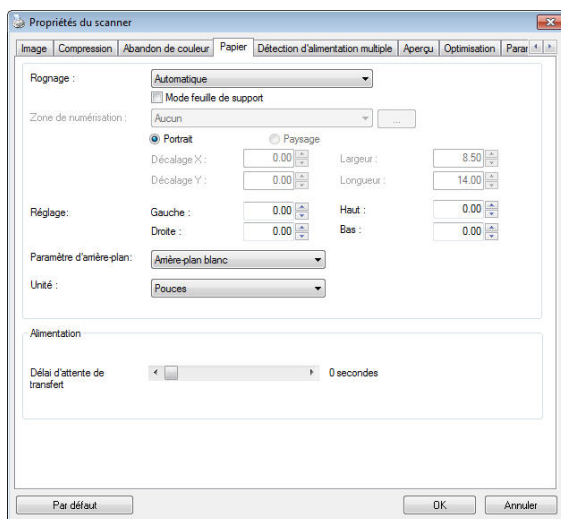 Propriétés du scanner
Image Compression Abandon de couleur Papier Détection d'alimentation multiple Aperçu Optimisation Parar
Rognage : Automatique
Mode feuille de support
Zone de numérisation : Aucun ...
Portrait Paysage
Décalage X : 0.00 Largeur : 8.50
Décalage Y : 0.00 Longueur : 14.00
Réglage: Gauche : 0.00 Haut : 0.00
Droite : 0.00 Bas : 0.00
Paramètre d'arrière-plan: Arrière-plan blanc
Unité : Pouces
Alimentation
Délai d'attente de 0 secondes
transfert
Par défaut OK Annuler